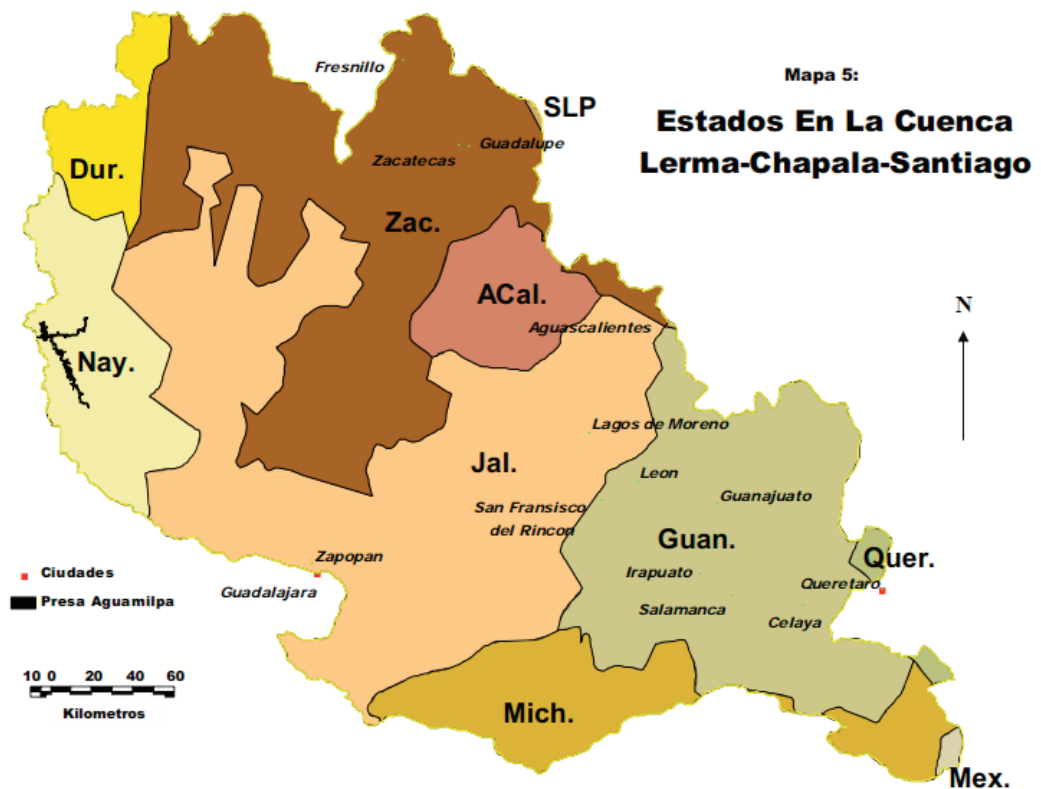 Mapa 5:
Estados En La Cuenca
Lerma-Chapala-Santiago
Fresnillo
SLP
Guadalupe
Zacatecas
Dur.
Zac.
ACal.
Aguascalientes
N
Nay.
Lagos de Moreno
Jal.
Leon
Guanajuato
San Fransisco
del Rincon
Guan.
Quer.
Zapopan
Ciudades
Irapuato
Queretaro
Guadalajara
Presa Aguamilpa
Salamanca
Celaya
10 0 20 40 60
Kilometros
Mich.
Mex.